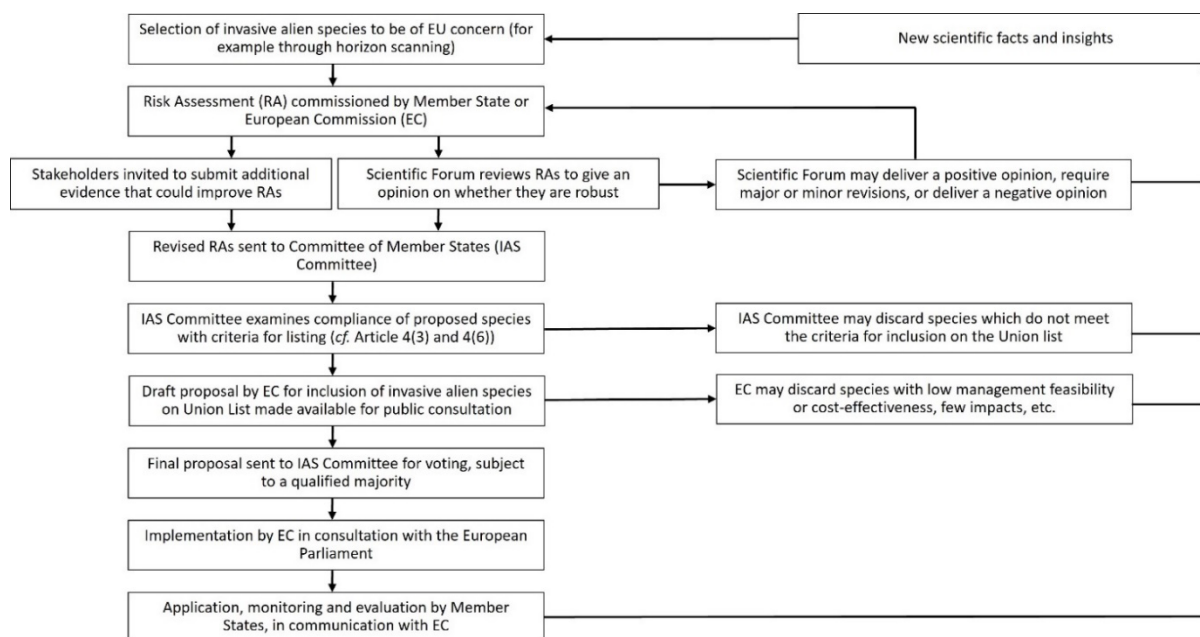 Selection of invasive alien species to be of EU concern (for
example through horizon scanning)
New scientific facts and insights
Risk Assessment (RA) commissioned by Member State or
European Commission (EC)
Stakeholders invited to submit additional
evidence that could improve RAs
Scientific Forum reviews RAs to give an
opinion on whether they are robust
Scientific Forum may deliver a positive opinion, require
major or minor revisions, or deliver a negative opinion
Revised RAs sent to Committee of Member States (IAS
Committee)
IAS Committee examines compliance of proposed species
with criteria for listing (cf. Article 4(3) and 4(6))
IAS Committee may discard species which do not meet
the criteria for inclusion on the Union list
Draft proposal by EC for inclusion of invasive alien species
on Union List made available for public consultation
EC may discard species with low management feasibility
or cost-effectiveness, few impacts, etc.
Final proposal sent to IAS Committee for voting, subject
to a qualified majority
Implementation by EC in consultation with the European
Parliament
Application, monitoring and evaluation by Member
States, in communication with EC